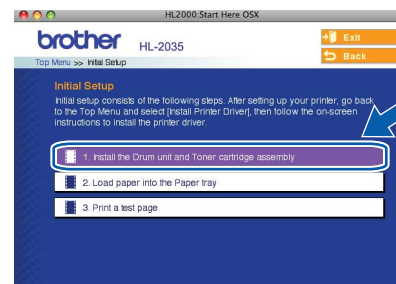 HL2000:Start Here OSX
brother HL-2035
Exit
Back
Top Menu >> Initial Setup
Initial Setup
Initial setup consists of the following steps. After setting up your printer, go back
to the Top Menu and select [Install Printer Driver], then follow the on-screen
instructions to install the printer driver.
1. Install the Drum unit and Toner cartridge assembly
2. Load paper into the Paper tray
3. Print a test page